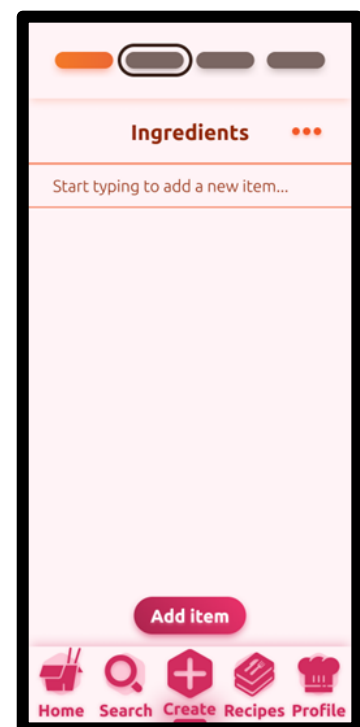 Ingredients
Start typing to add a new item...
Add item
Home Search Create Recipes Profile